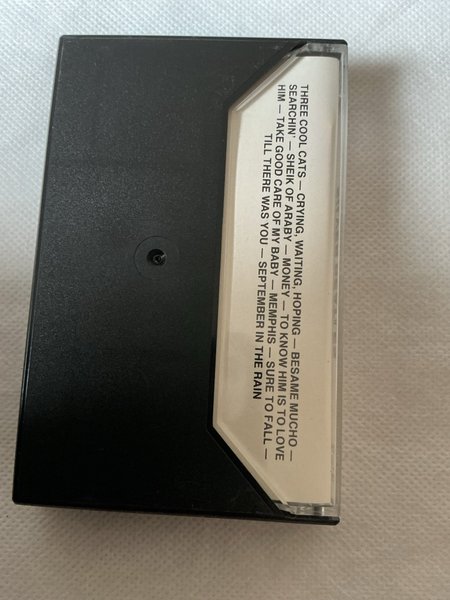 THREE COOL CATS — CRYING, WAITING, HOPING — BESAME MUCHO —
SEARCHIN' — SHEIK OF ARABY — MONEY — TO KNOW HIM IS TO LOVE
HIM — TAKE GOOD CARE OF MY BABY — MEMPHIS — SURE TO FALL —
TILL THERE WAS YOU — SEPTEMBER IN THE RAIN